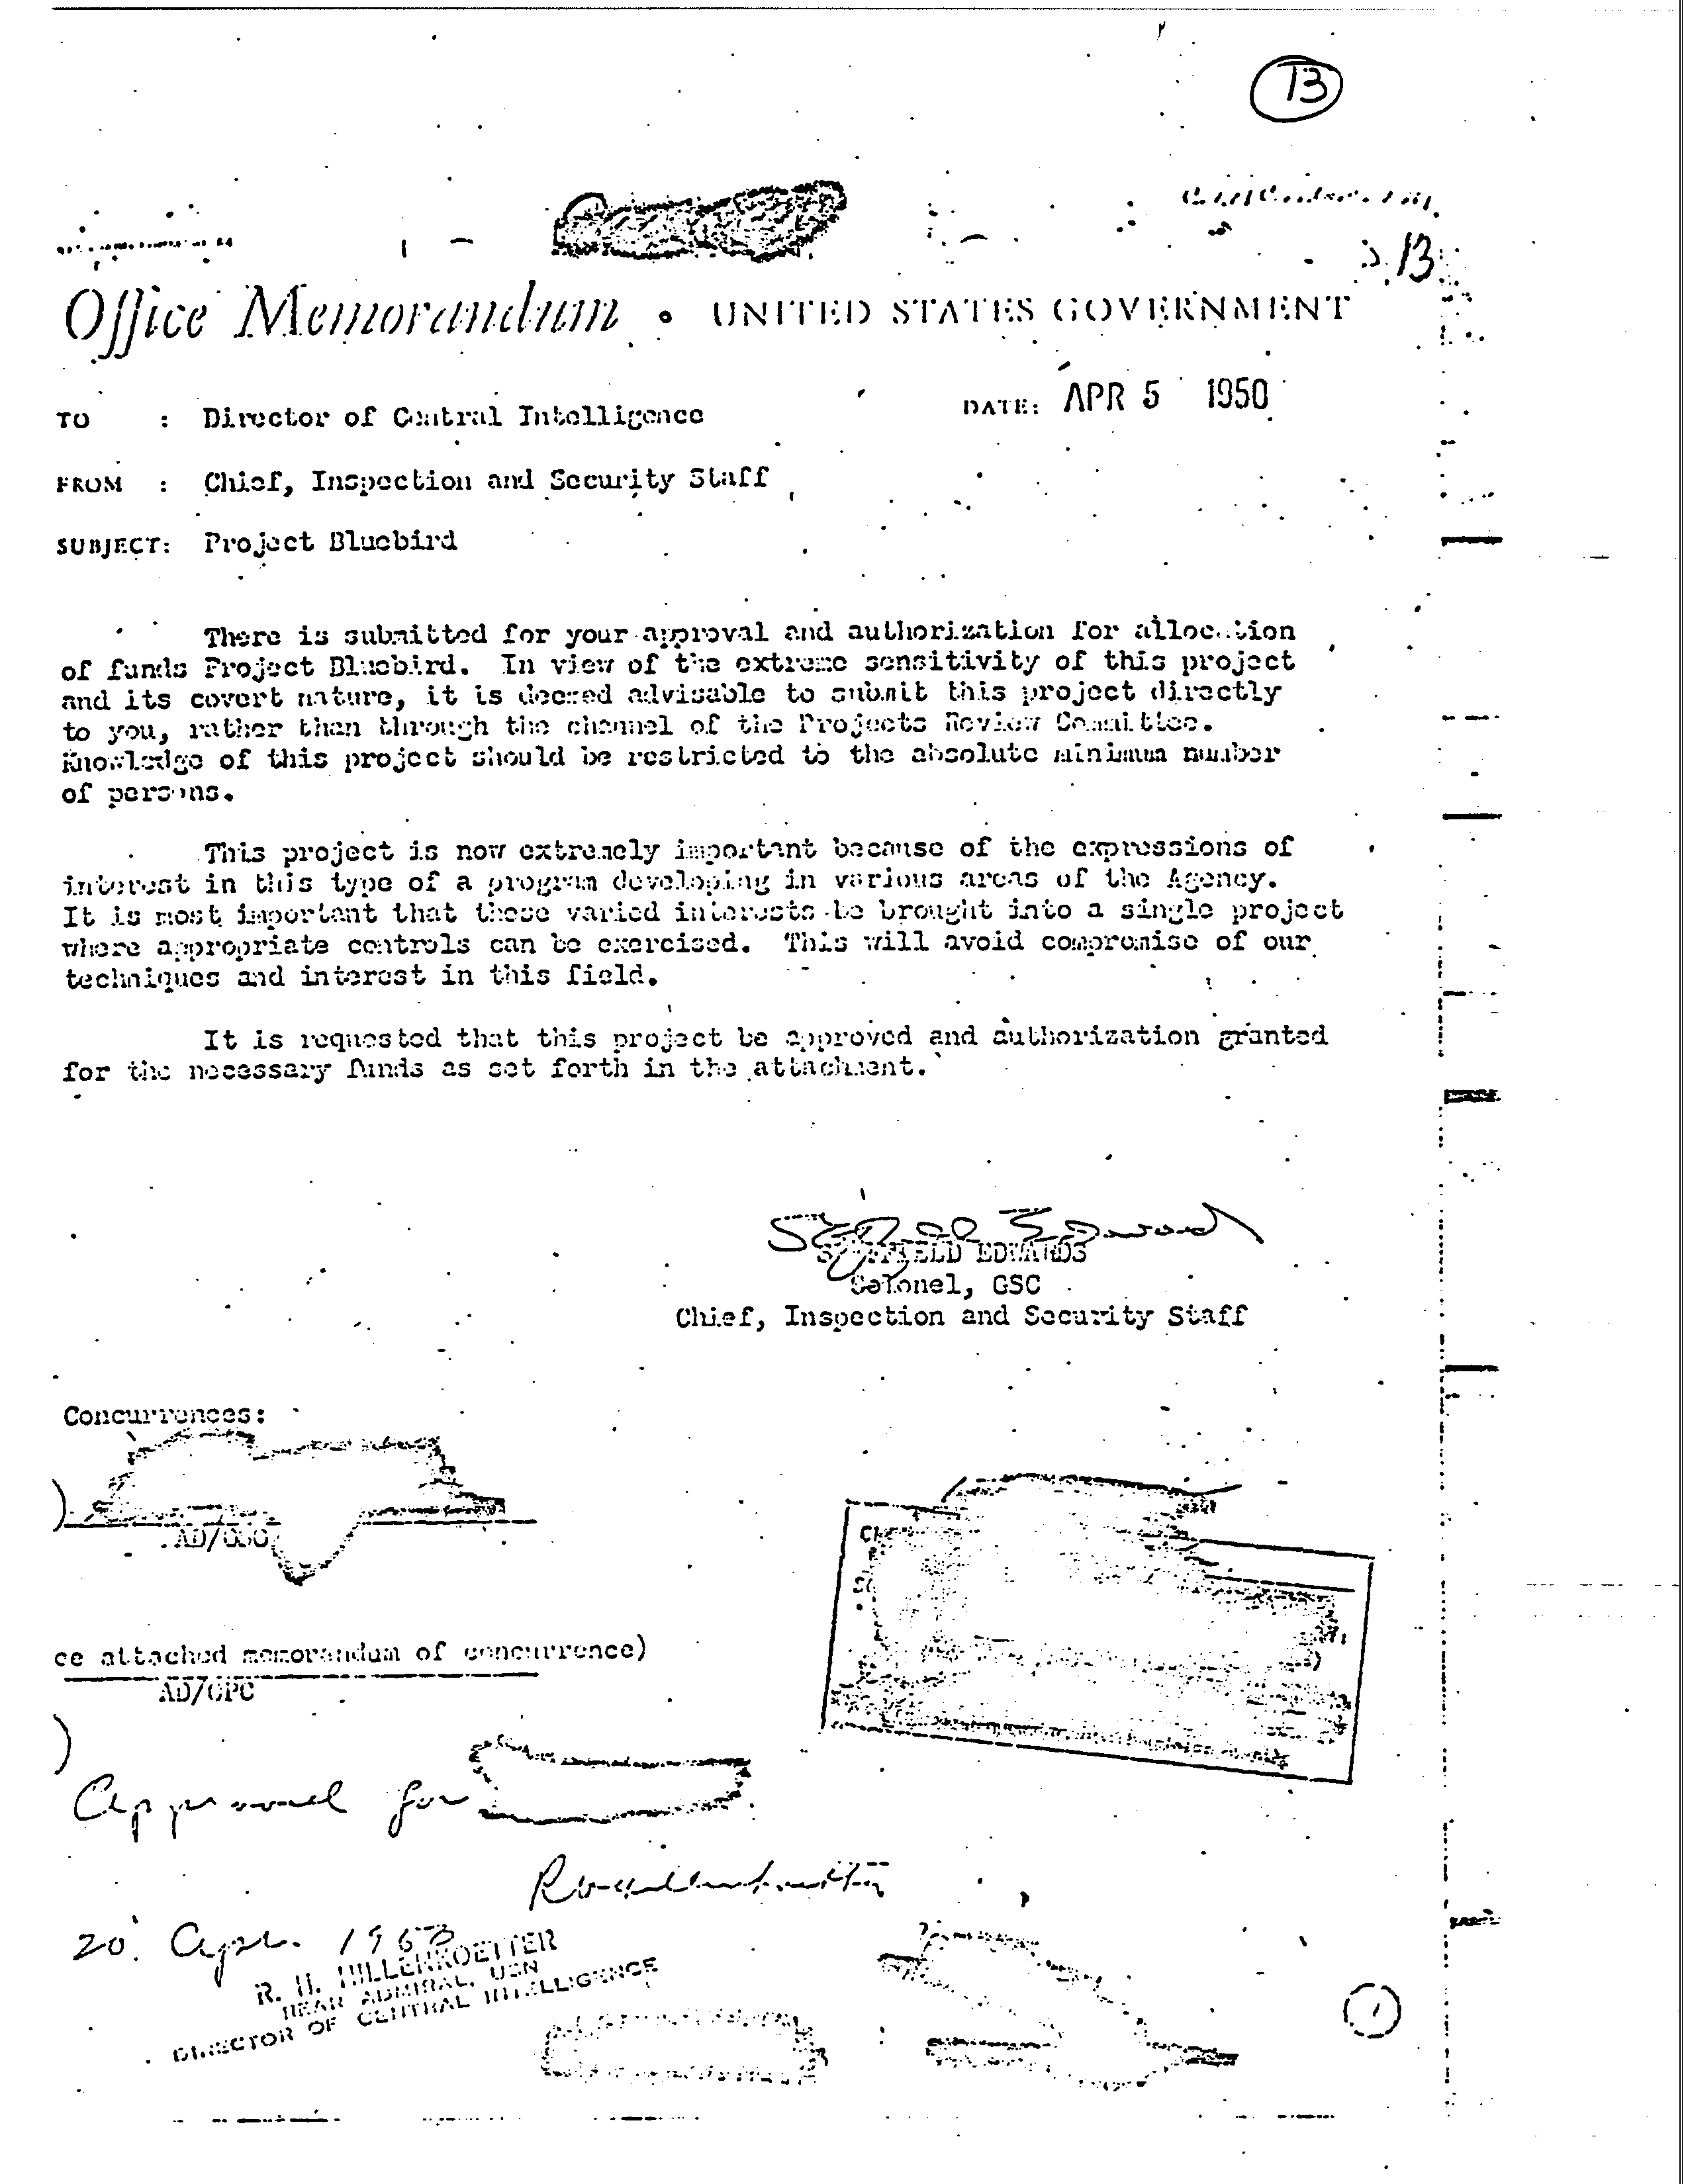 13
13
Office Memorandum • UNITED STATES GOVERNMENT
TO : Director of Central Intelligence DATE: APR 5 1950
FROM : Chief, Inspection and Security Staff
SUBJECT: Project Bluebird
There is submitted for your approval and authorization for allocation
of funds Project Bluebird. In view of the extreme sensitivity of this project
and its covert nature, it is deemed advisable to submit this project directly
to you, rather than through the channel of the Projects Review Committee.
Knowledge of this project should be restricted to the absolute minimum number
of persons.
This project is now extremely important because of the expressions of
interest in this type of a program developing in various areas of the Agency.
It is most important that these varied interests be brought into a single project
where appropriate controls can be exercised. This will avoid compromise of our
techniques and interest in this field.
It is requested that this project be approved and authorization granted
for the necessary funds as set forth in the attachment.
Sheffield Edwards
SHEFFIELD EDWARDS
Colonel, GSC
Chief, Inspection and Security Staff
Concurrences:
)
AD/
ce attached memorandum of concurrence)
AD/OPC
)
Approved for
RHHillenkoetter
20 Apr.
R. H. HILLENKOETTER
REAR ADMIRAL, USN
DIRECTOR OF CENTRAL INTELLIGENCE
1